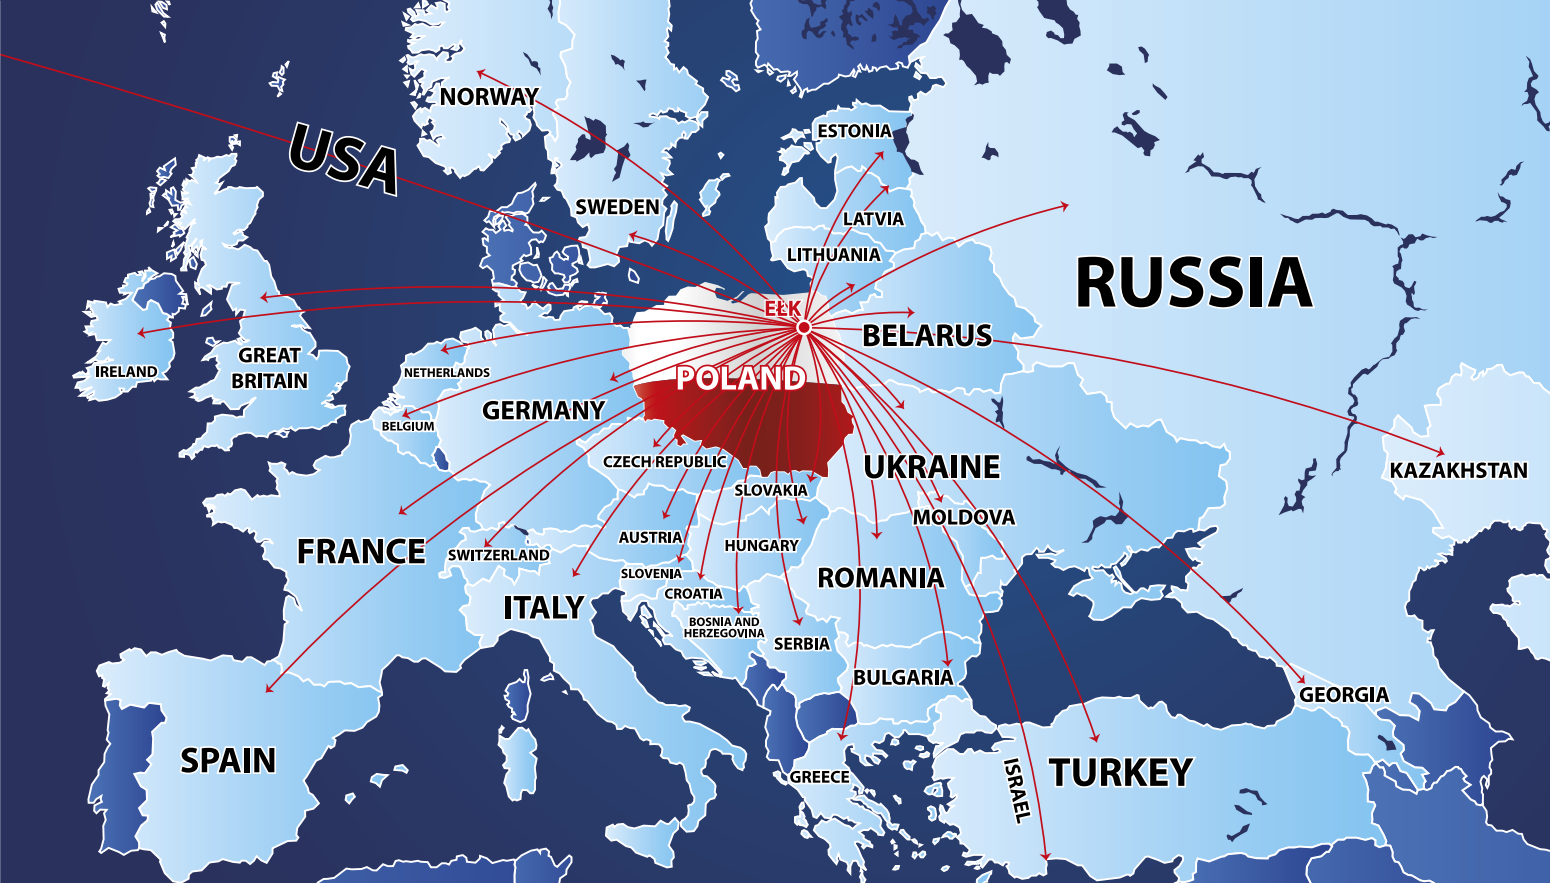 NORWAY
USA
ESTONIA
SWEDEN
LATVIA
LITHUANIA
RUSSIA
EŁK
BELARUS
GREAT
BRITAIN
IRELAND
NETHERLANDS
POLAND
GERMANY
BELGIUM
CZECH REPUBLIC
UKRAINE
KAZAKHSTAN
SLOVAKIA
MOLDOVA
AUSTRIA
HUNGARY
FRANCE
SWITZERLAND
SLOVENIA
ROMANIA
CROATIA
ITALY
BOSNIA AND
HERZEGOVINA
SERBIA
BULGARIA
GEORGIA
SPAIN
GREECE
ISRAEL
TURKEY